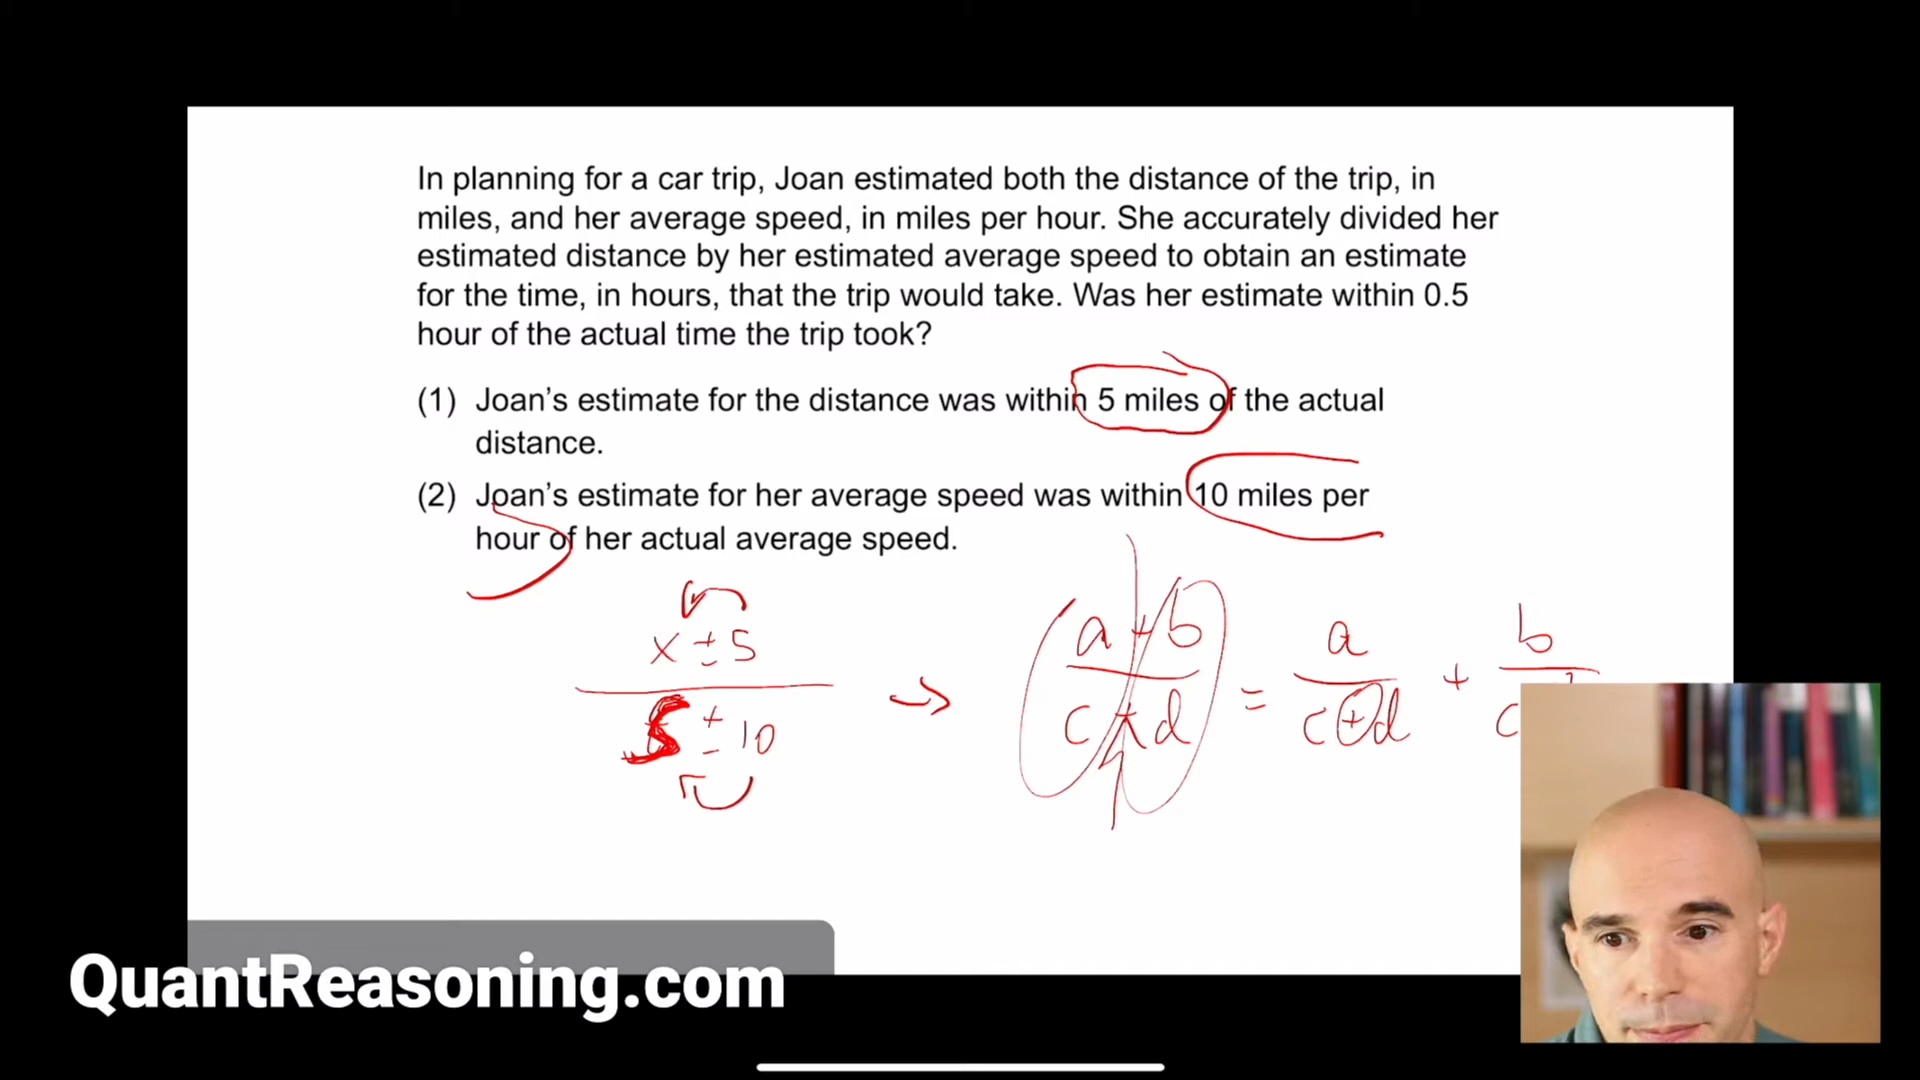 In planning for a car trip, Joan estimated both the distance of the trip, in
miles, and her average speed, in miles per hour. She accurately divided her
estimated distance by her estimated average speed to obtain an estimate
for the time, in hours, that the trip would take. Was her estimate within 0.5
hour of the actual time the trip took?
(1) Joan’s estimate for the distance was within 5 miles of the actual
distance.
(2) Joan’s estimate for her average speed was within 10 miles per
hour of her actual average speed.
x ± 5
S ± 10
→
a + b
c + d
=
a
c + d
+
b
c
QuantReasoning.com